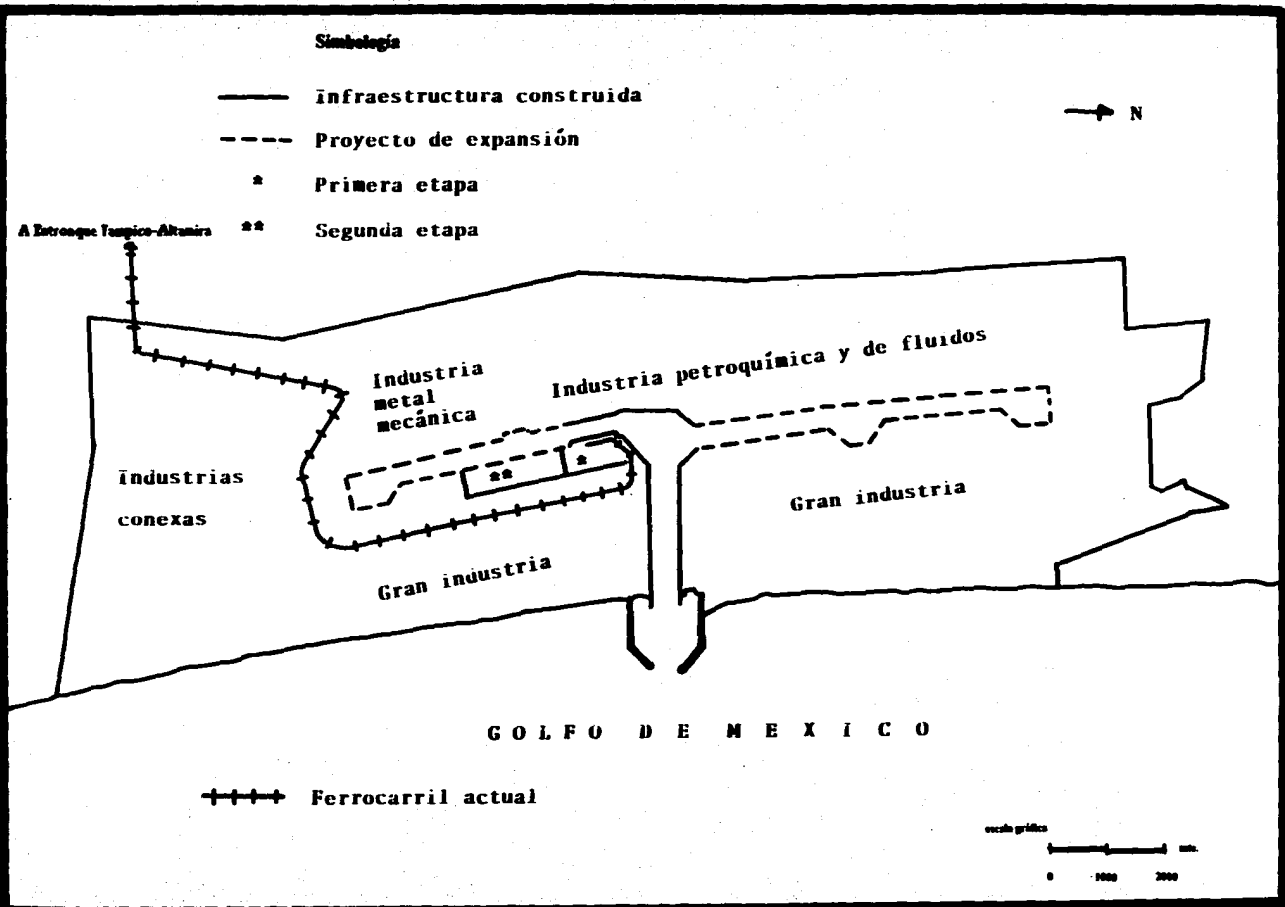 Simbología
infraestructura construida
N
Proyecto de expansión
* Primera etapa
A Entronque Tampico-Altamira
** Segunda etapa
Industria petroquímica y de fluidos
Industria
metal
mecánica
*
**
industrias
conexas
Gran industria
Gran industria
GOLFO DE MEXICO
Ferrocarril actual
escala gráfica
mts.
0 1000 2000